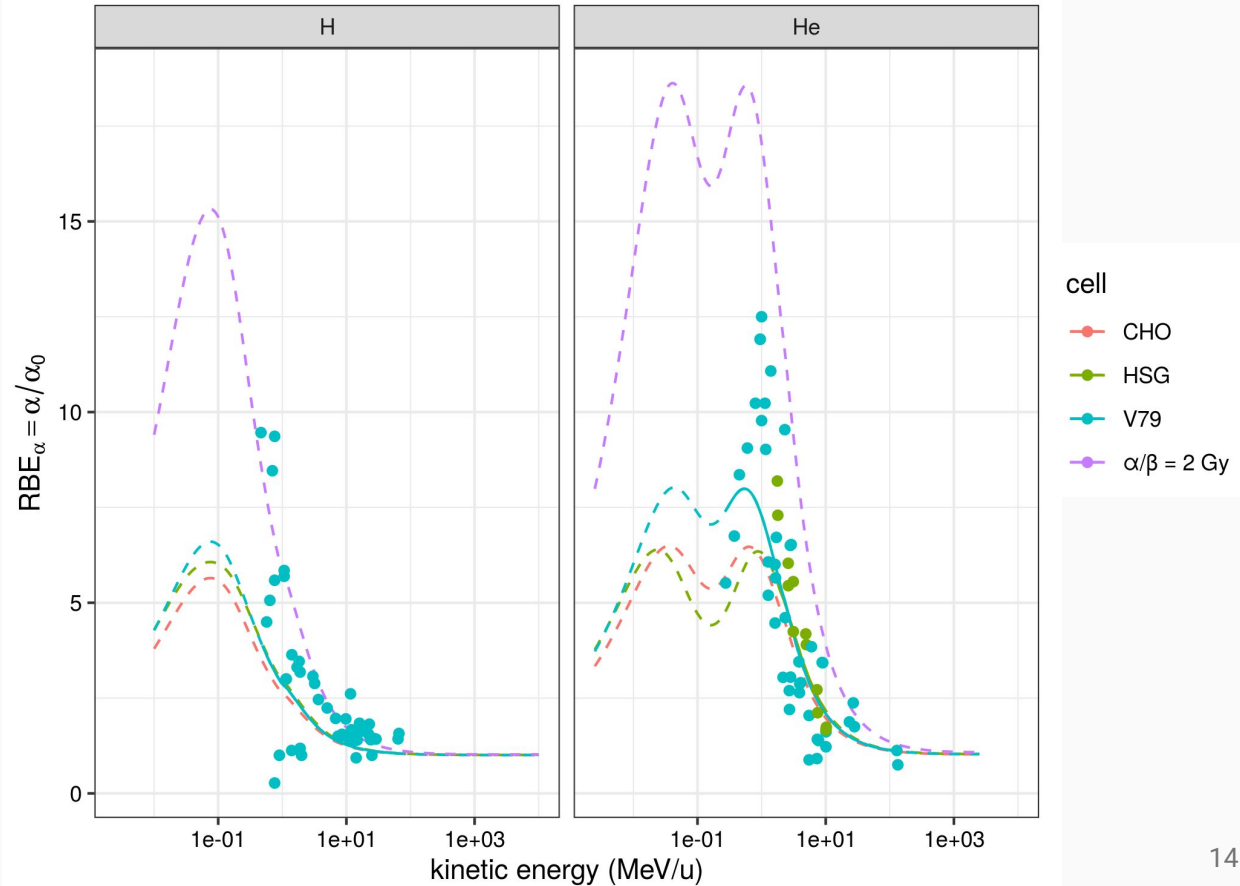 H He
15
10
5
0
RBEα = α/α0
1e-01 1e+01 1e+03 1e-01 1e+01 1e+03
kinetic energy (MeV/u)
cell
CHO
HSG
V79
α/β = 2 Gy
14